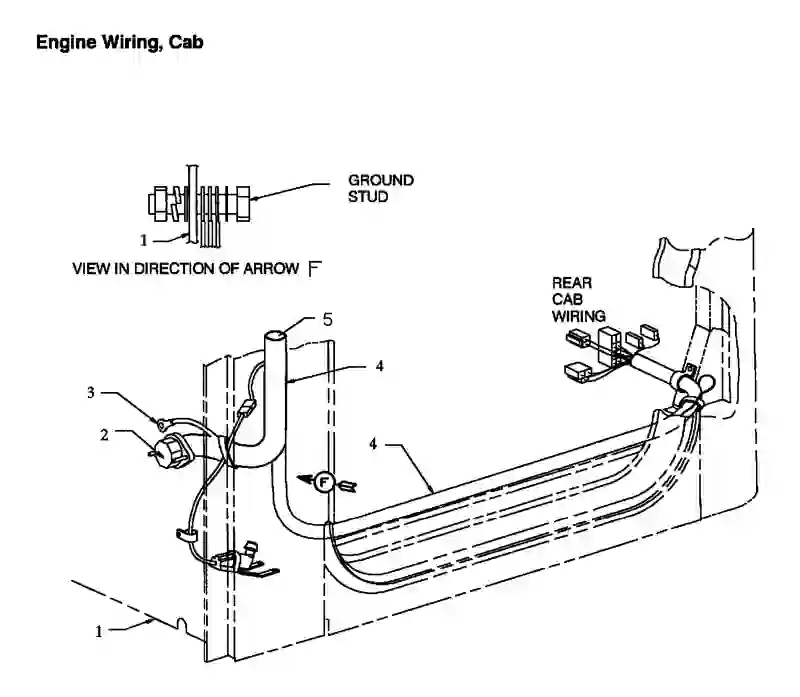 Engine Wiring, Cab
GROUND
STUD
1
VIEW IN DIRECTION OF ARROW F
REAR
CAB
WIRING
5
4
3
2
4
F
1